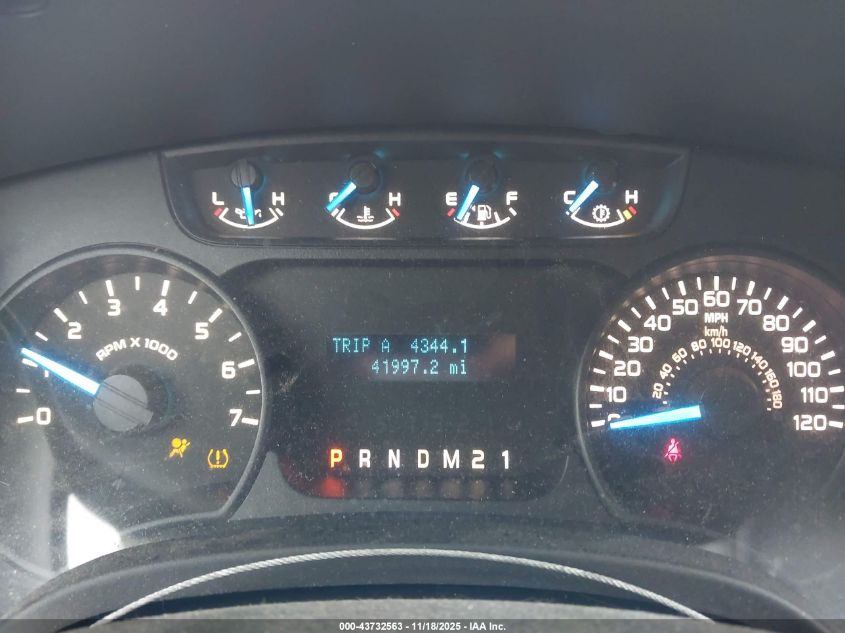 L H C H E F C H
0 1 2 3 4 5 6 7
RPM X 1000
TRIP A 4344.1
41997.2 mi
P R N D M 2 1
0 10 20 30 40 50 60 70 80 90 100 110 120
MPH
km/h
20 40 60 80 100 120 140 160 180
000-43732563 - 11/18/2025 - IAA Inc.